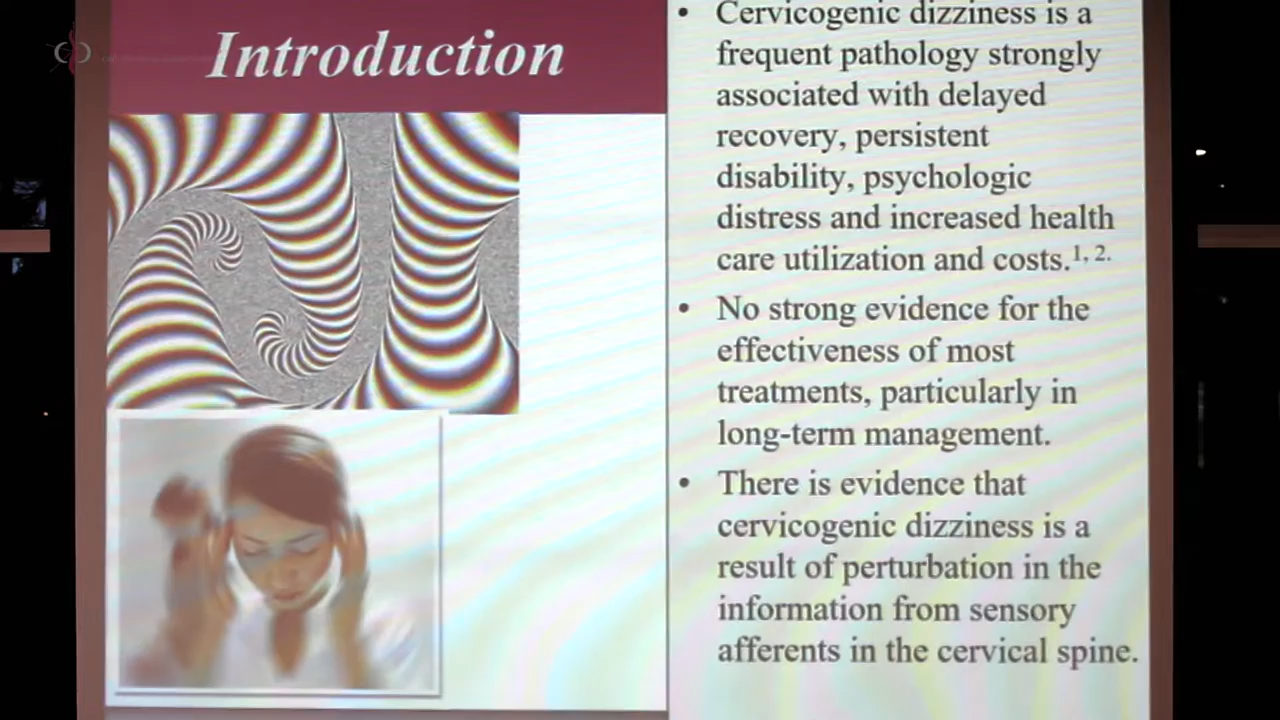 Introduction
• Cervicogenic dizziness is a
frequent pathology strongly
associated with delayed
recovery, persistent
disability, psychologic
distress and increased health
care utilization and costs.1, 2.
• No strong evidence for the
effectiveness of most
treatments, particularly in
long-term management.
• There is evidence that
cervicogenic dizziness is a
result of perturbation in the
information from sensory
afferents in the cervical spine.